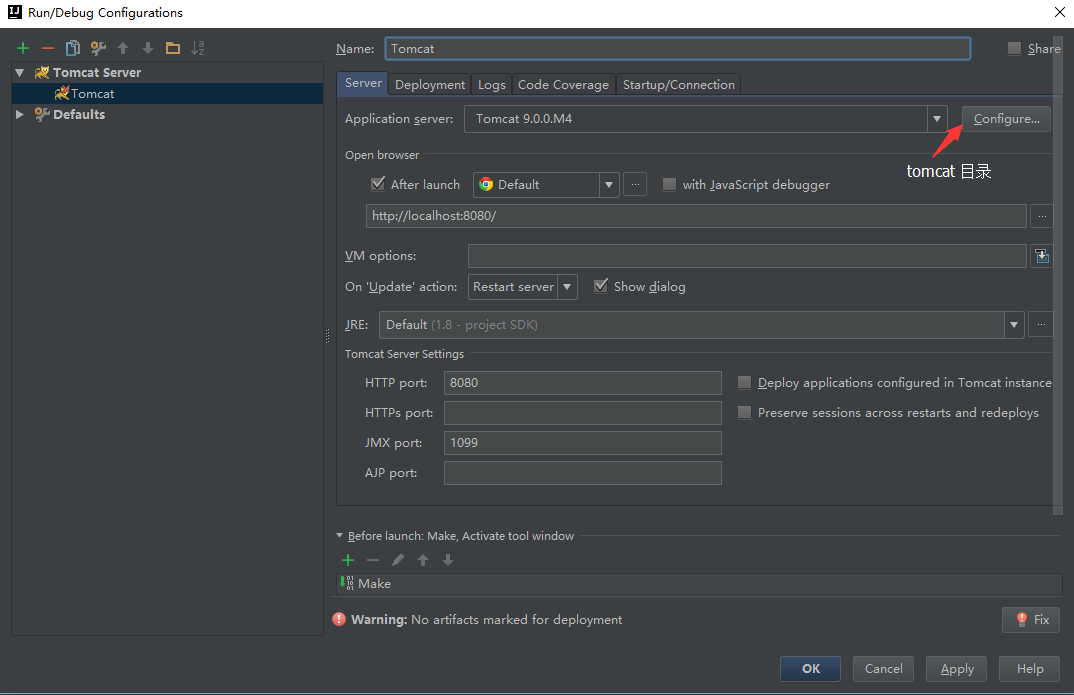 Run/Debug Configurations
Name: Tomcat Share
Tomcat Server
Tomcat
Defaults
Server Deployment Logs Code Coverage Startup/Connection
Application server: Tomcat 9.0.0.M4 Configure...
tomcat 目录
Open browser
After launch Default ... with JavaScript debugger
http://localhost:8080/ ...
VM options:
On 'Update' action: Restart server Show dialog
JRE: Default (1.8 - project SDK) ...
Tomcat Server Settings
HTTP port: 8080 Deploy applications configured in Tomcat instance
HTTPs port: Preserve sessions across restarts and redeploys
JMX port: 1099
AJP port:
Before launch: Make, Activate tool window
Make
Warning: No artifacts marked for deployment Fix
OK Cancel Apply Help